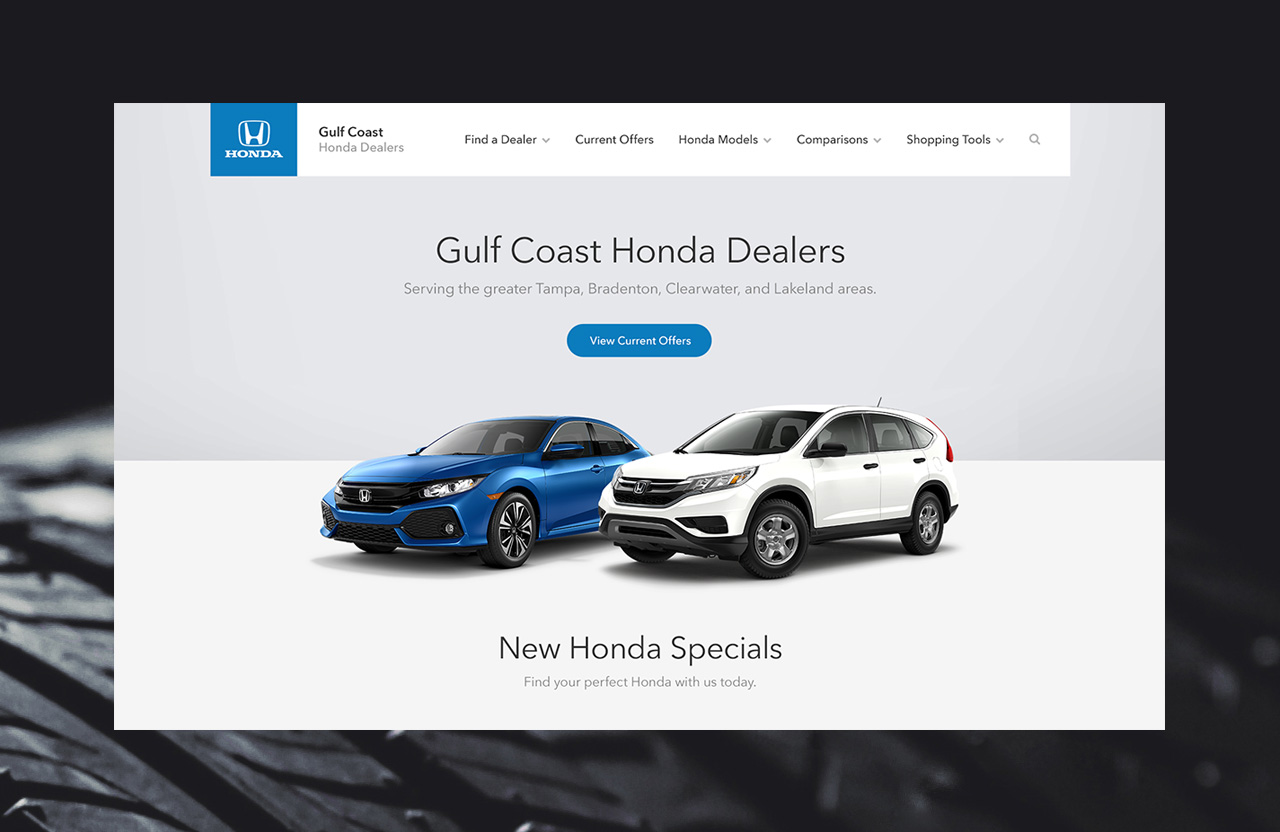 HONDA
Gulf Coast
Honda Dealers
Find a Dealer
Current Offers
Honda Models
Comparisons
Shopping Tools
Gulf Coast Honda Dealers
Serving the greater Tampa, Bradenton, Clearwater, and Lakeland areas.
View Current Offers
New Honda Specials
Find your perfect Honda with us today.